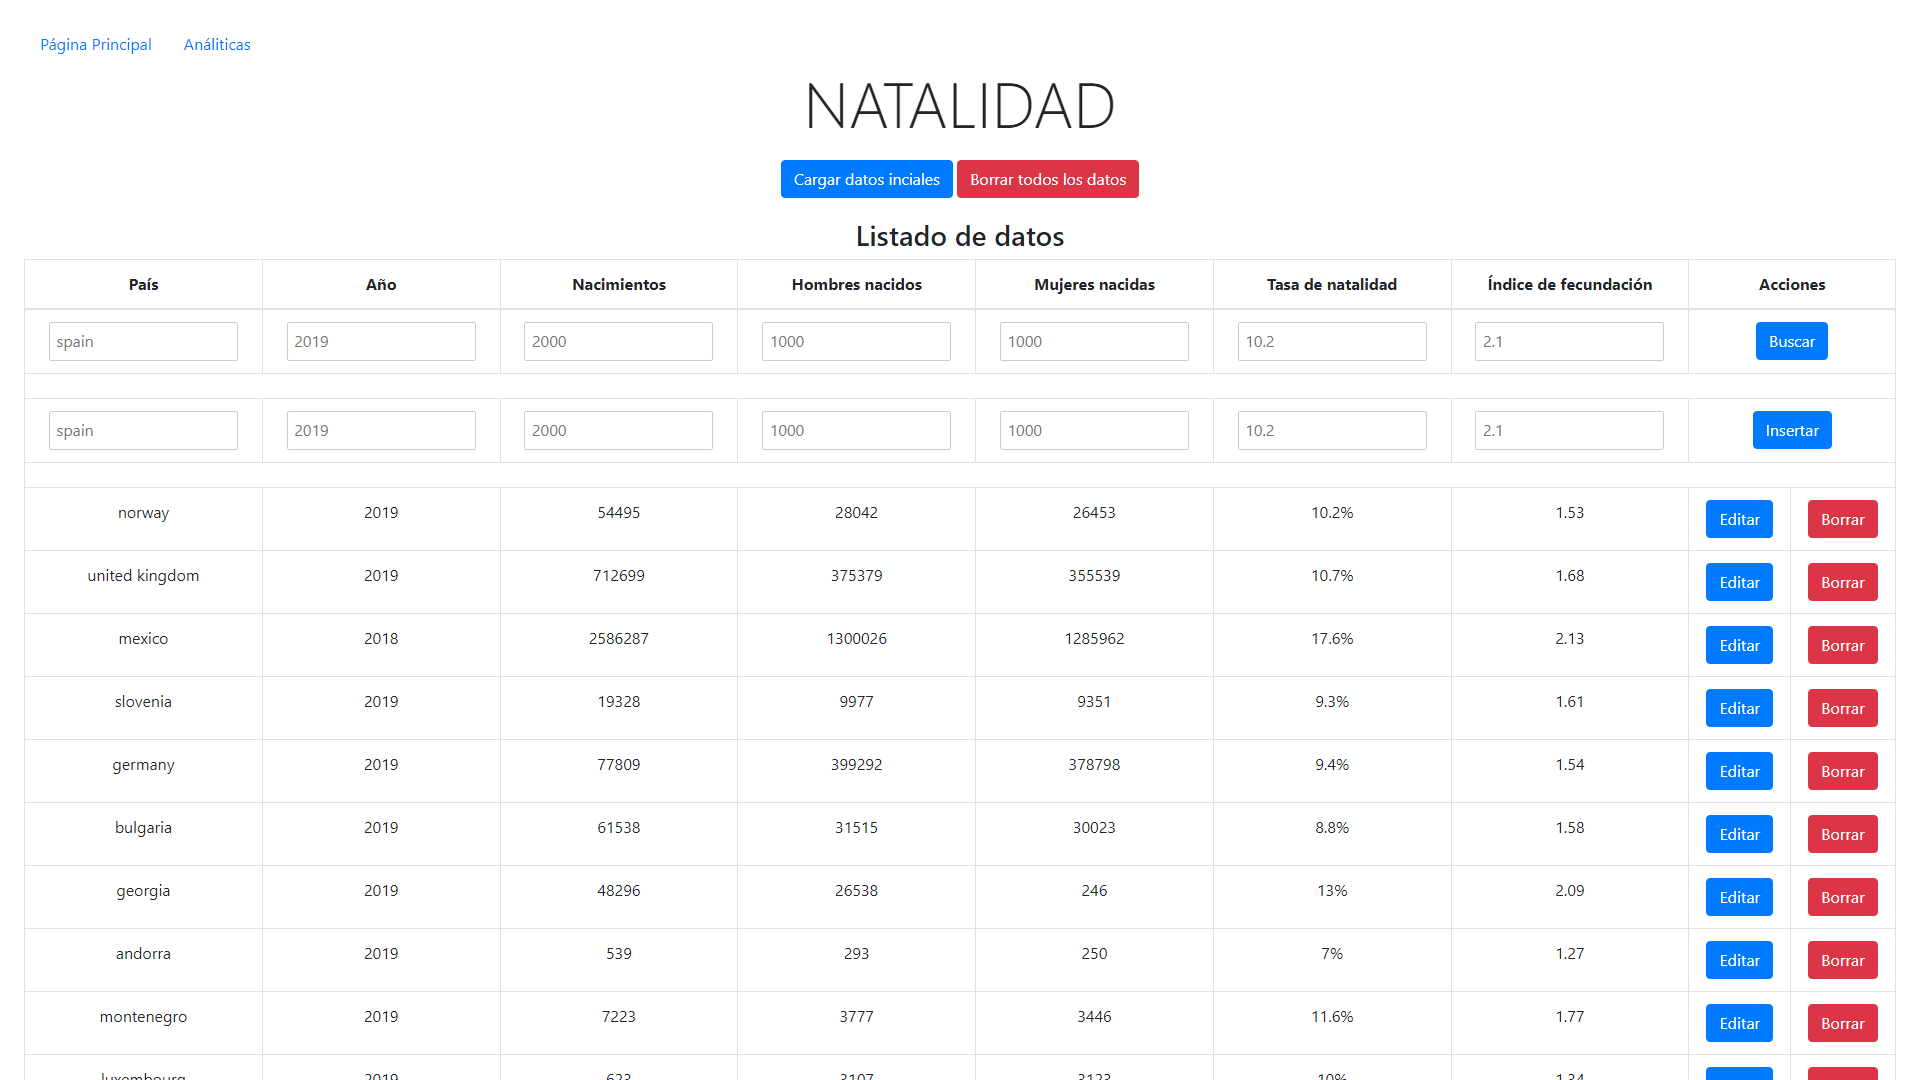 Página Principal Análiticas
NATALIDAD
Cargar datos inciales Borrar todos los datos
Listado de datos
País Año Nacimientos Hombres nacidos Mujeres nacidas Tasa de natalidad Índice de fecundación Acciones
spain 2019 2000 1000 1000 10.2 2.1 Buscar
spain 2019 2000 1000 1000 10.2 2.1 Insertar
norway 2019 54495 28042 26453 10.2% 1.53 Editar Borrar
united kingdom 2019 712699 375379 355539 10.7% 1.68 Editar Borrar
mexico 2018 2586287 1300026 1285962 17.6% 2.13 Editar Borrar
slovenia 2019 19328 9977 9351 9.3% 1.61 Editar Borrar
germany 2019 77809 399292 378798 9.4% 1.54 Editar Borrar
bulgaria 2019 61538 31515 30023 8.8% 1.58 Editar Borrar
georgia 2019 48296 26538 246 13% 2.09 Editar Borrar
andorra 2019 539 293 250 7% 1.27 Editar Borrar
montenegro 2019 7223 3777 3446 11.6% 1.77 Editar Borrar
luxembourg 2019 623 3107 3123 10% 1.34